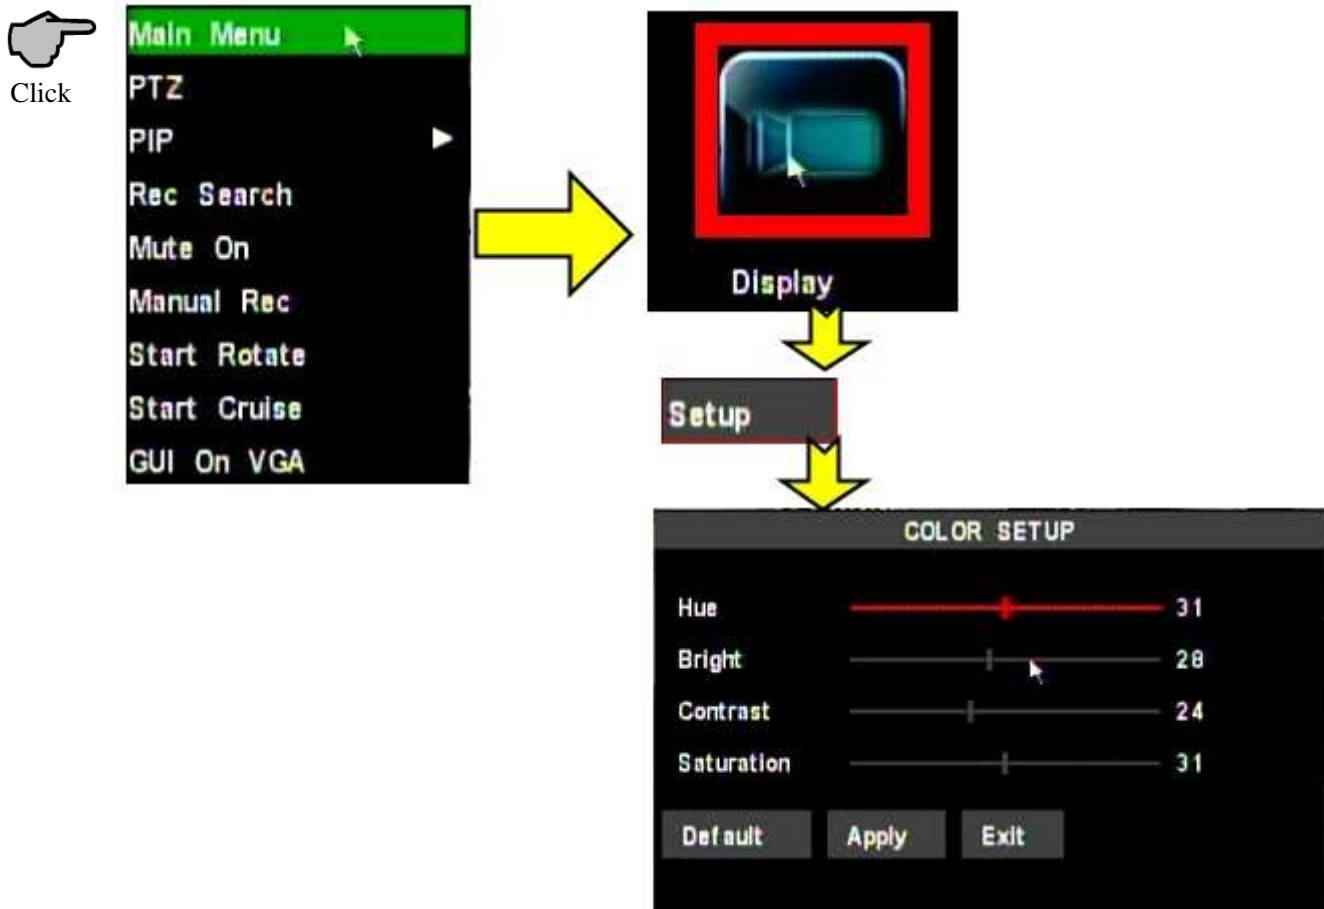 Click
Main Menu
PTZ
PIP
Rec Search
Mute On
Manual Rec
Start Rotate
Start Cruise
GUI On VGA
Display
Setup
COLOR SETUP
Hue 31
Bright 28
Contrast 24
Saturation 31
Default Apply Exit